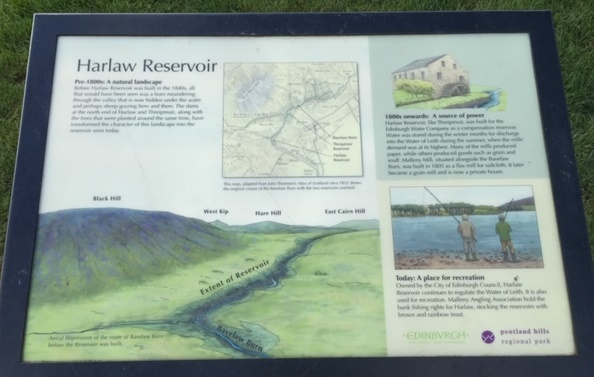 Harlaw Reservoir
Pre-1800s: A natural landscape
Before Harlaw Reservoir was built in the 1840s, all
that would have been seen was a burn meandering
through the valley that is now hidden under the water
and perhaps sheep grazing here and there. The dams
at the north end of Harlaw and Threipmuir, along with
the trees that were planted around the same time, have
transformed the character of this landscape into the
reservoir seen today.
Bavelaw Burn
Threipmuir Reservoir
Harlaw Reservoir
This map, adapted from John Thomson's Atlas of Scotland 1832 shows
the original course of the Bavelaw Burn with the two reservoirs overlaid.
1800s onwards: A source of power
Harlaw Reservoir, like Threipmuir, was built for the
Edinburgh Water Company as a compensation reservoir.
Water was stored during the winter months for discharge
into the Water of Leith during the summer, when the mills'
demand was at its highest. Many of the mills produced
paper, while others produced goods such as grain and
snuff. Malleny Mill, situated alongside the Bavelaw
Burn, was built in 1805 as a flax mill for sailcloth. It later
became a grain mill and is now a private house.
Black Hill
West Kip
Hare Hill
East Cairn Hill
Extent of Reservoir
Bavelaw Burn
Aerial impression of the route of Bavelaw Burn
before the Reservoir was built.
Today: A place for recreation
Owned by the City of Edinburgh Council, Harlaw
Reservoir continues to regulate the Water of Leith. It is also
used for recreation. Malleny Angling Association hold the
bank fishing rights for Harlaw, stocking the reservoirs with
brown and rainbow trout.
EDINBVRGH
pentland hills
regional park